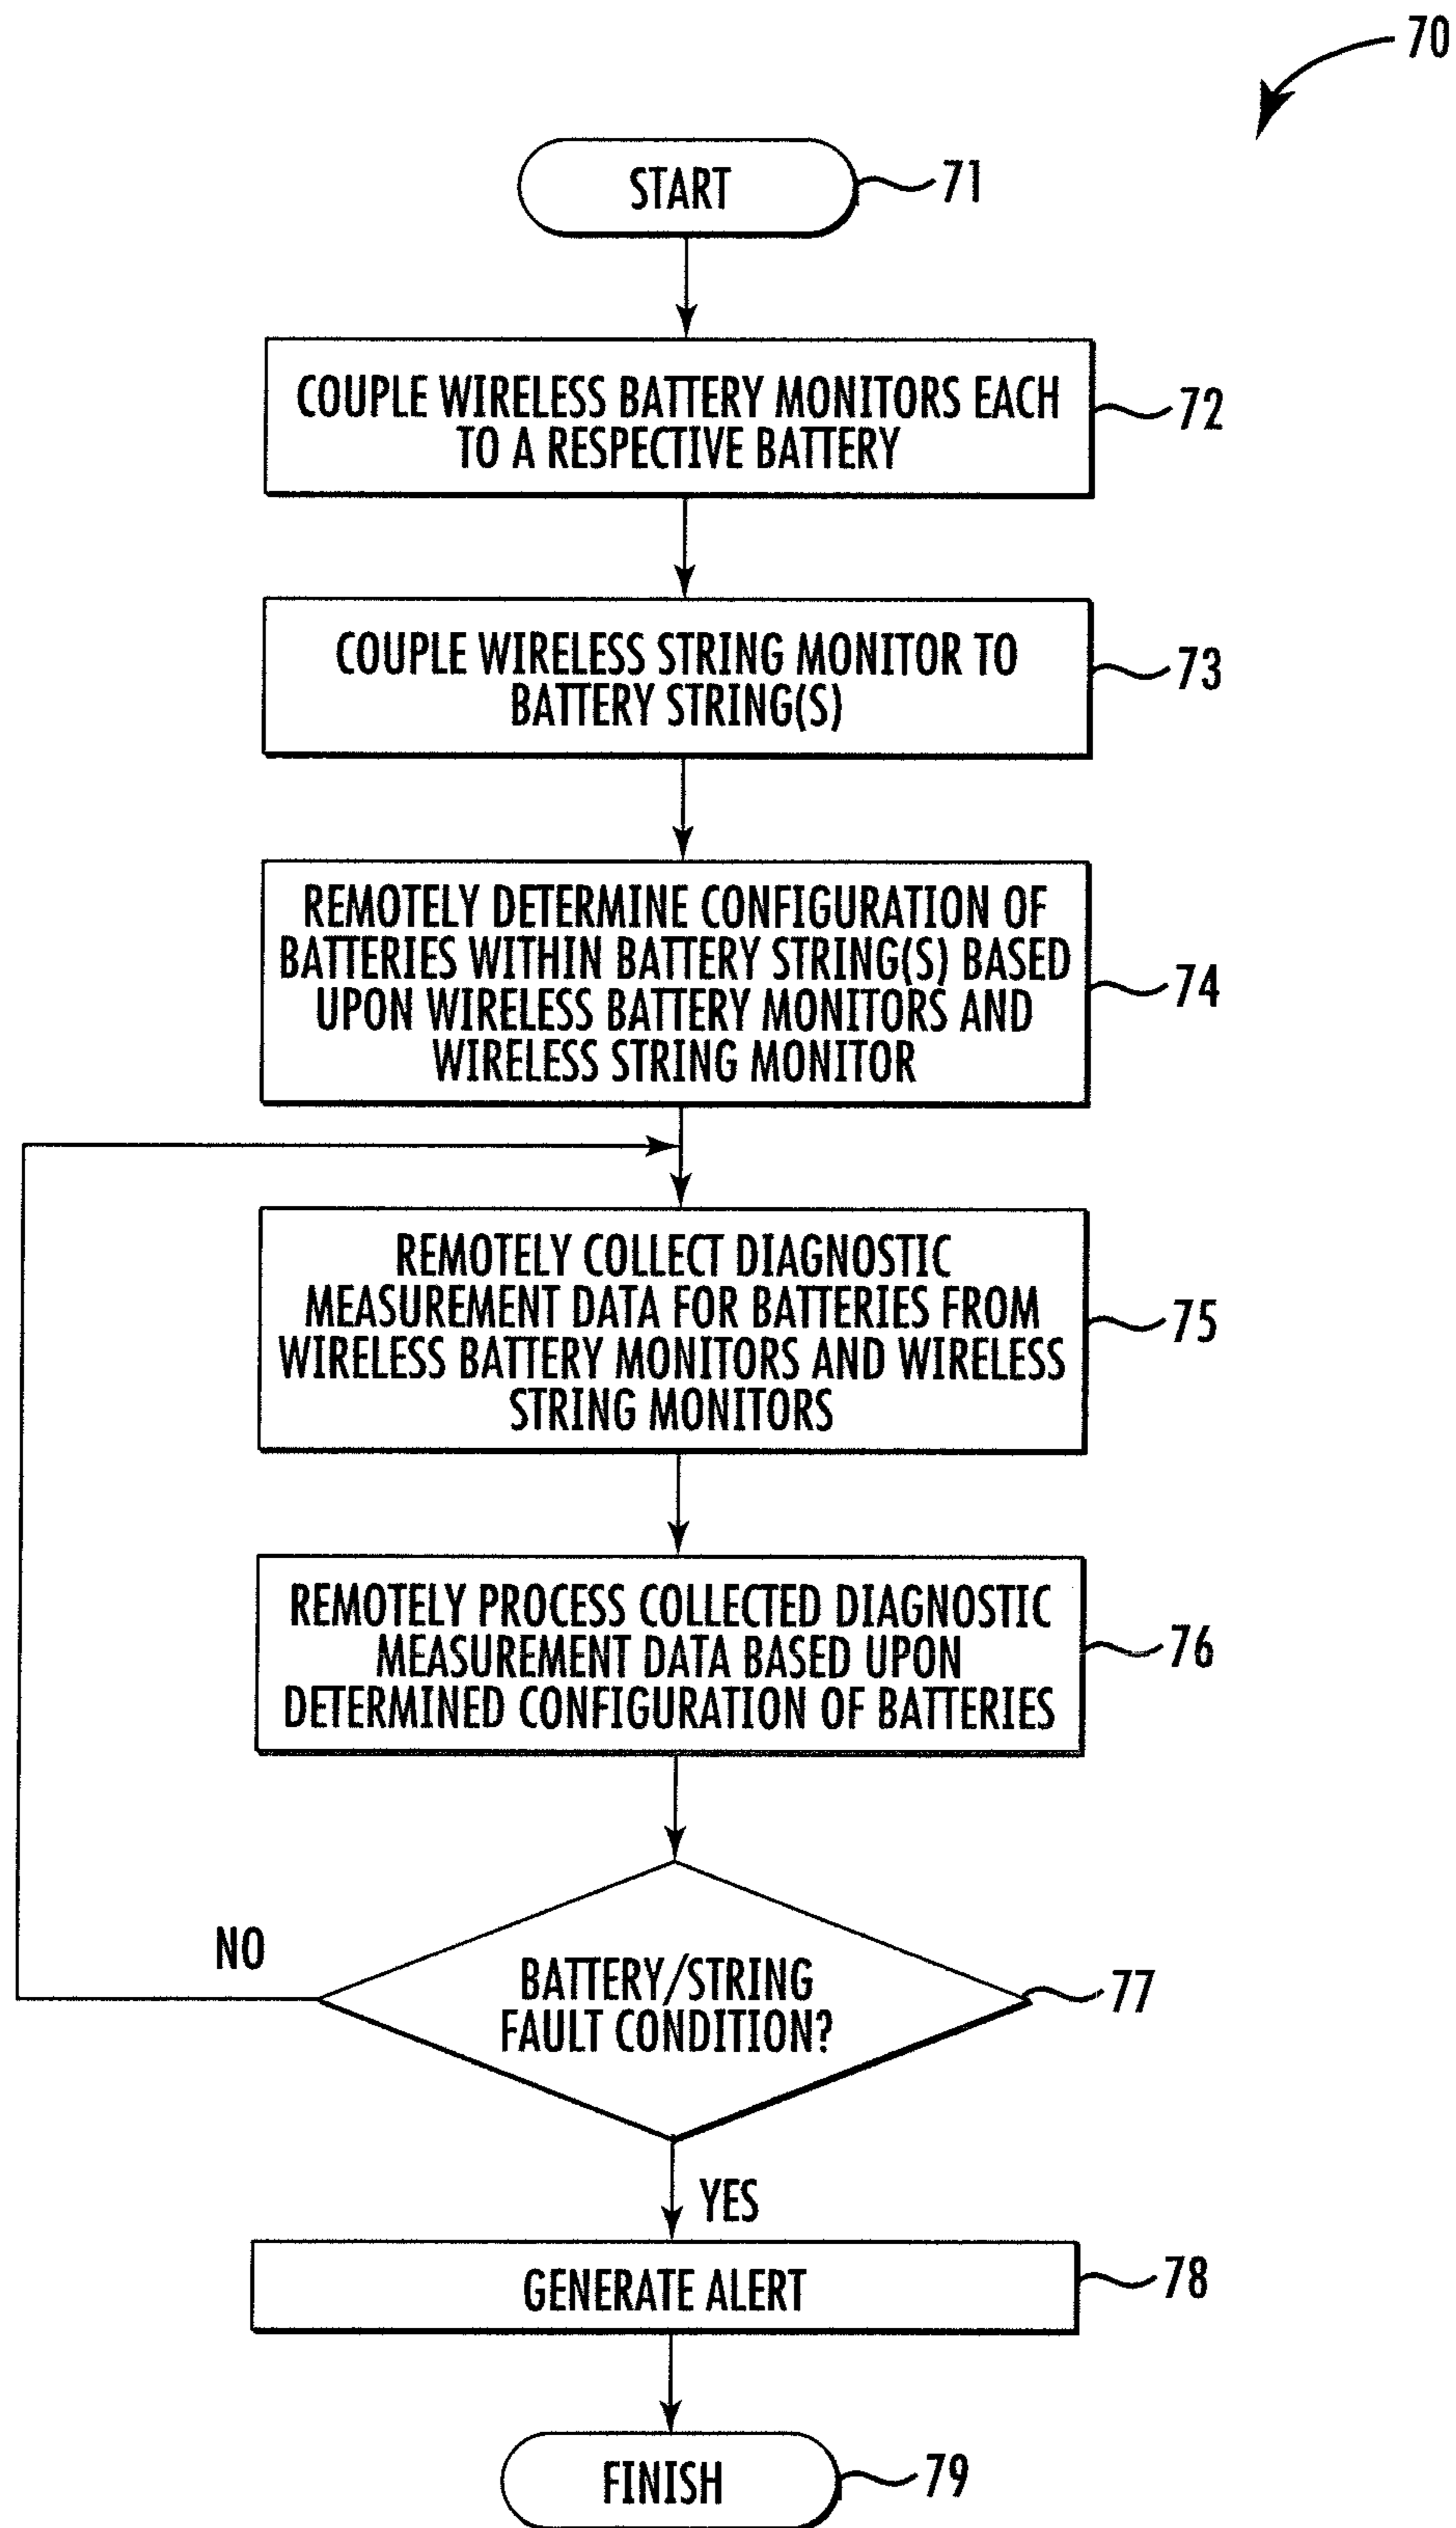 70
START
71
COUPLE WIRELESS BATTERY MONITORS EACH
TO A RESPECTIVE BATTERY
72
COUPLE WIRELESS STRING MONITOR TO
BATTERY STRING(S)
73
REMOTELY DETERMINE CONFIGURATION OF
BATTERIES WITHIN BATTERY STRING(S) BASED
UPON WIRELESS BATTERY MONITORS AND
WIRELESS STRING MONITOR
74
REMOTELY COLLECT DIAGNOSTIC
MEASUREMENT DATA FOR BATTERIES FROM
WIRELESS BATTERY MONITORS AND WIRELESS
STRING MONITORS
75
REMOTELY PROCESS COLLECTED DIAGNOSTIC
MEASUREMENT DATA BASED UPON
DETERMINED CONFIGURATION OF BATTERIES
76
NO
BATTERY/STRING
FAULT CONDITION?
77
YES
GENERATE ALERT
78
FINISH
79